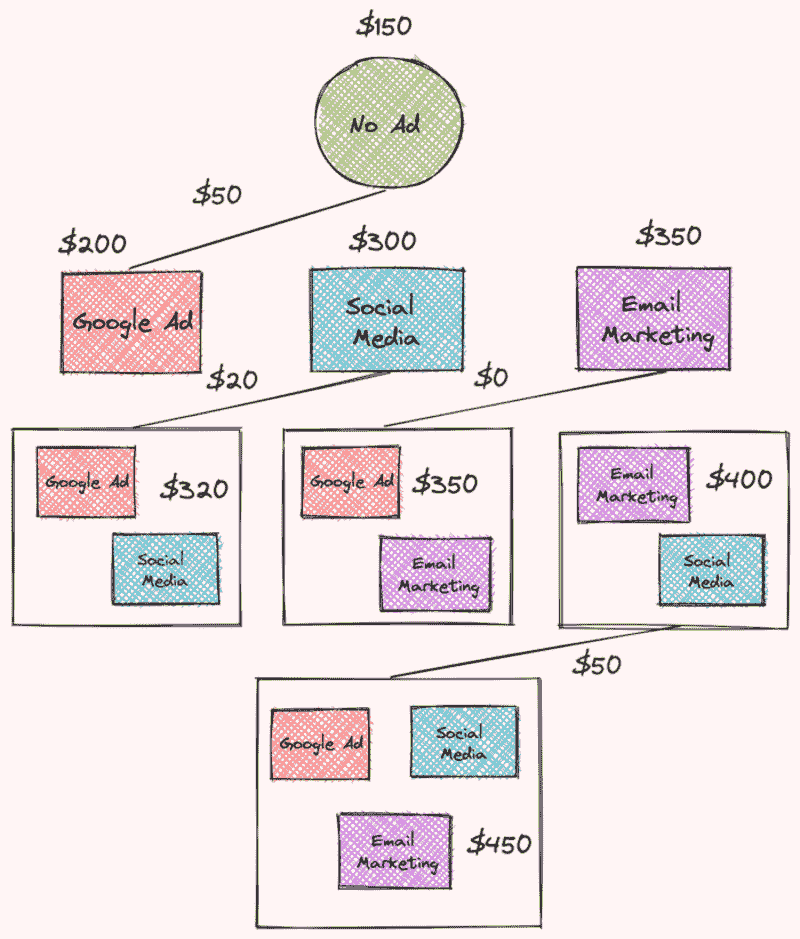 $150
No Ad
$50
$200
$300
$350
Google Ad
Social
Media
Email
Marketing
$20
$0
Google Ad
$320
Social
Media
Google Ad
$350
Email
Marketing
Email
Marketing
$400
Social
Media
$50
Google Ad
Social
Media
Email
Marketing
$450